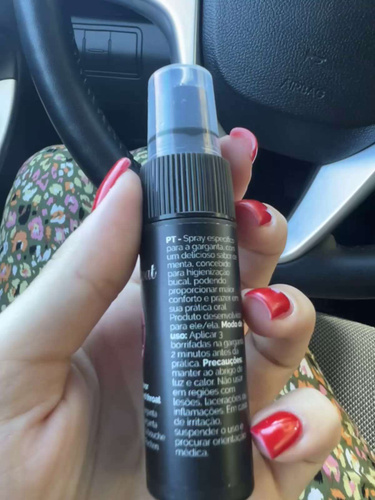 AIRBAG
PT - Spray específico
para a garganta com
um delicioso sabor de
menta, concebido
para higienização
bucal, podendo
proporcionar maior
conforto e prazer em
sua prática oral.
Produto desenvolvido
para ele/ela. Modo de
uso: Aplicar 3
borrifadas na garganta
2 minutos antes da
prática. Precauções:
manter ao abrigo de
luz e calor. Não usar
em regiões com
lesões, lacerações ou
inflamações. Em caso
de irritação,
suspender o uso e
procurar orientação
médica.